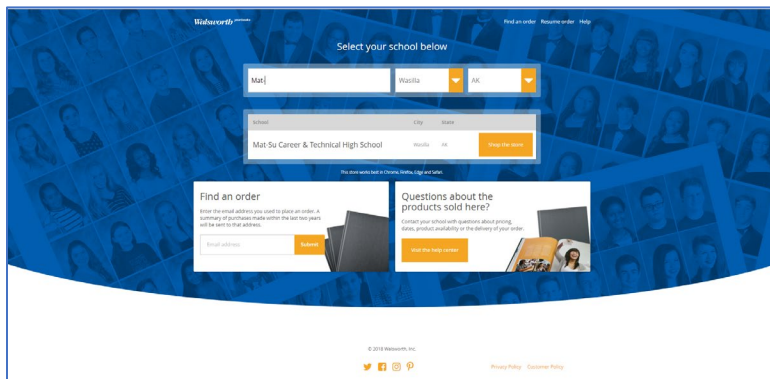 Walsworth yearbooks
Find an order Resume order Help
Select your school below
Mat-
Wasilla
AK
School City State
Mat-Su Career & Technical High School Wasilla AK Shop the store
This store works best in Chrome, Firefox, Edge and Safari.
Find an order
Enter the email address you used to place an order. A
summary of purchases made within the last two years
will be sent to that address.
Email address Submit
Questions about the
products sold here?
Contact your school with questions about pricing,
dates, product availability or the delivery of your order.
Visit the help center
© 2019 Walsworth, Inc.
Privacy Policy Customer Policy